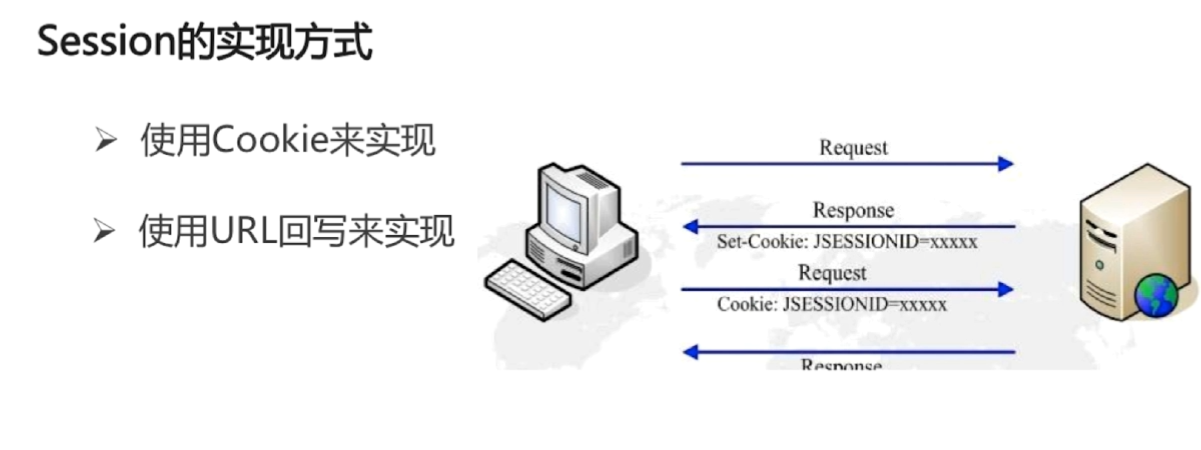 Session的实现方式
使用Cookie来实现
使用URL回写来实现
Request
Response
Set-Cookie: JSESSIONID=xxxxx
Request
Cookie: JSESSIONID=xxxxx
Response